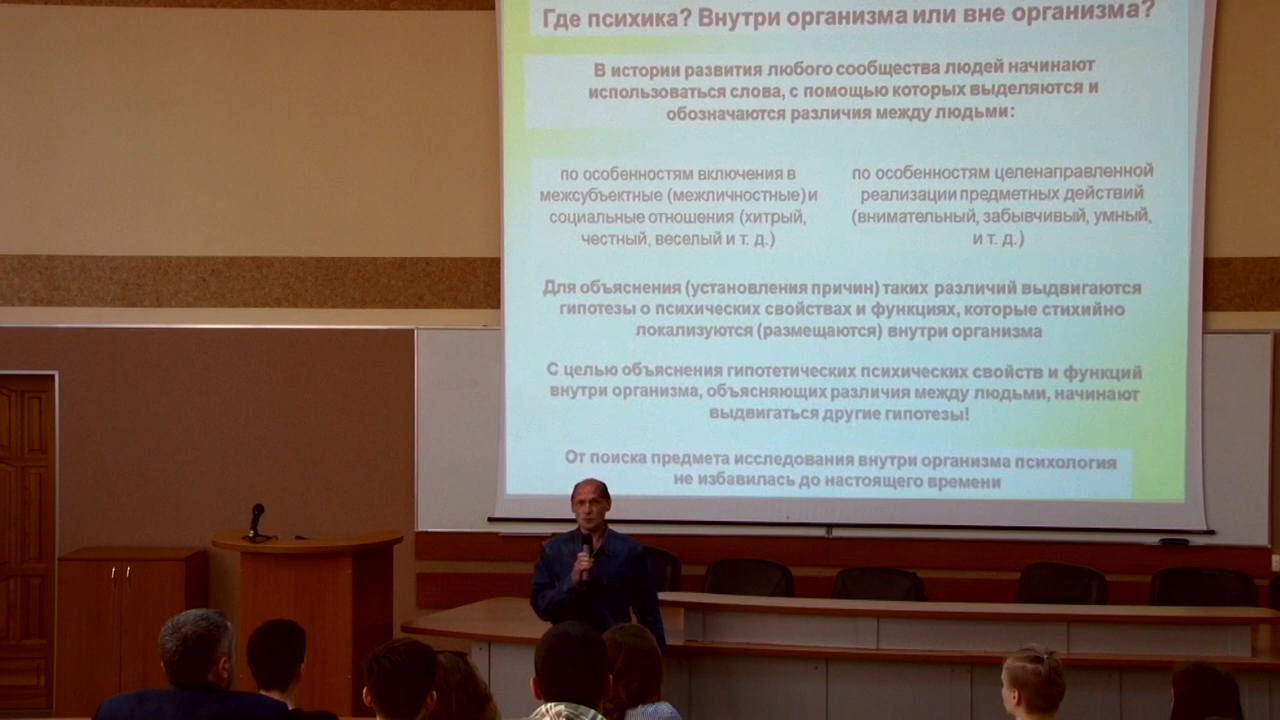 Где психика? Внутри организма или вне организма?
В истории развития любого сообщества людей начинают
использоваться слова, с помощью которых выделяются и
обозначаются различия между людьми:
по особенностям включения в
межсубъектные (межличностные) и
социальные отношения (хитрый,
честный, веселый и т. д.)
по особенностям целенаправленной
реализации предметных действий
(внимательный, забывчивый, умный,
и т. д.)
Для объяснения (установления причин) таких различий выдвигаются
гипотезы о психических свойствах и функциях, которые стихийно
локализуются (размещаются) внутри организма
С целью объяснения гипотетических психических свойств и функций
внутри организма, объясняющих различия между людьми, начинают
выдвигаться другие гипотезы!
От поиска предмета исследования внутри организма психология
не избавилась до настоящего времени